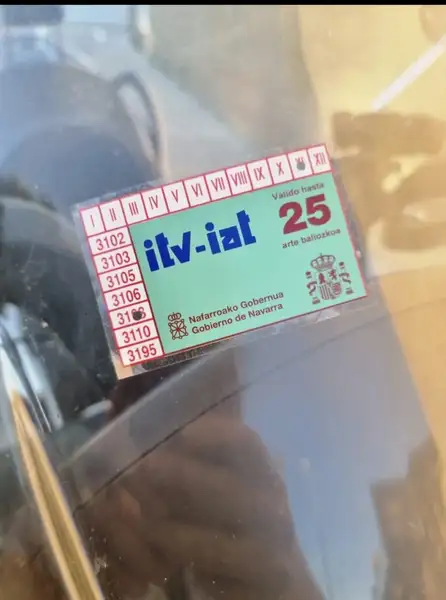 I II III IV V VI VII VIII IX X XII
3102
3103
3105
3106
3110
3195
itv-iat
Valido hasta
25
arte baliozkoa
Nafarroako Gobernua
Gobierno de Navarra